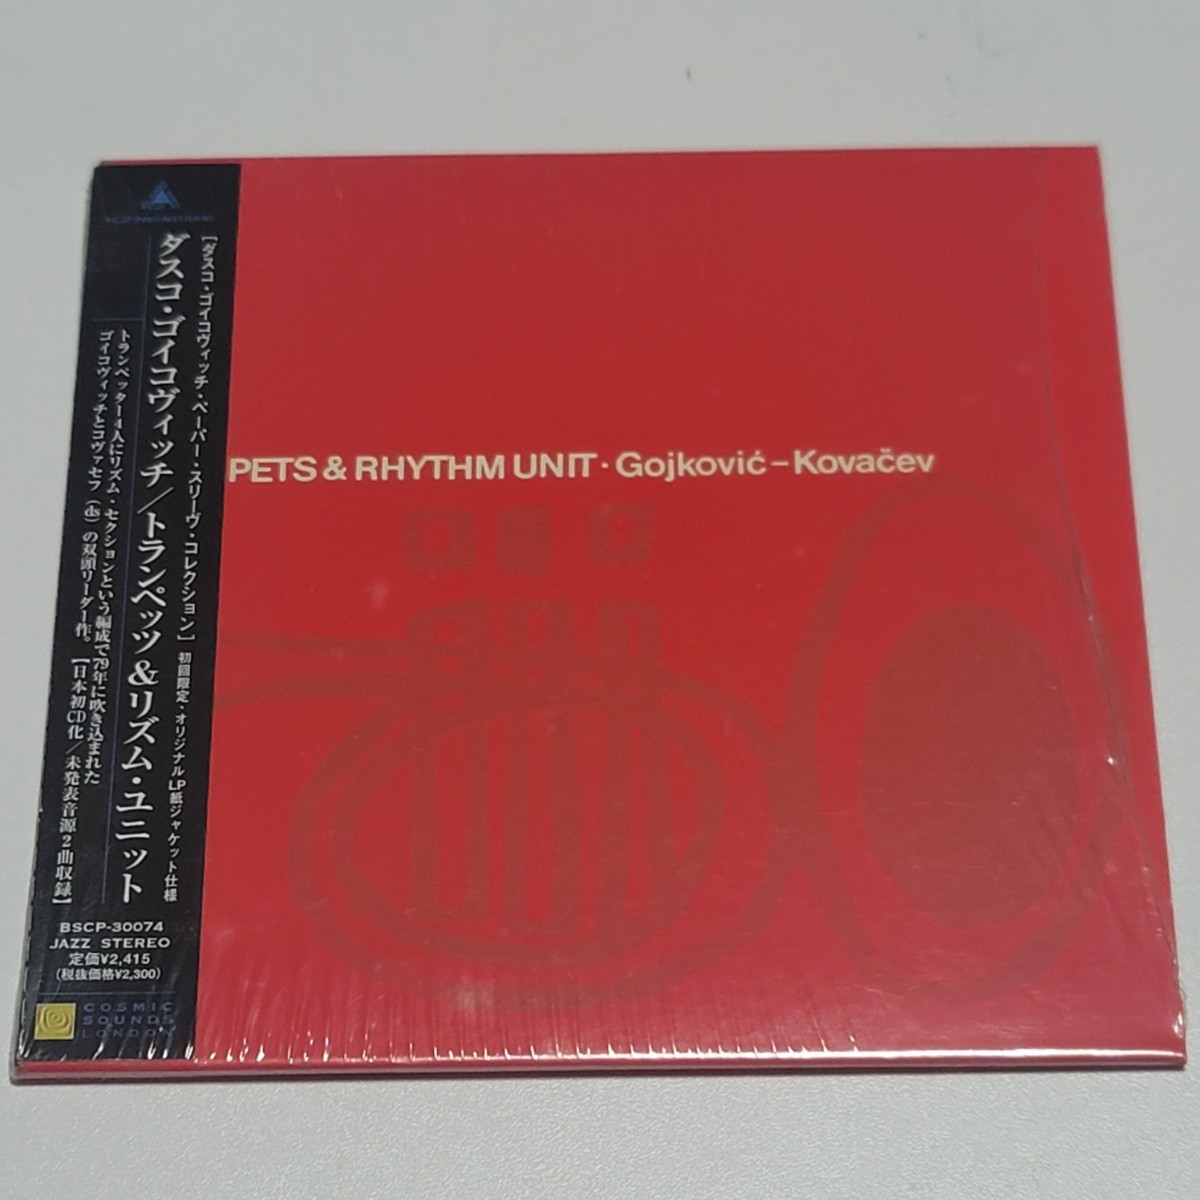 [ダスコ・ゴイコヴィッチ・ペーパー・スリーヴ・コレクション] 初回限定・オリジナルLP紙ジャケット仕様
ダスコ・ゴイコヴィッチ/トランペッツ&リズム・ユニット
トランペッター4人にリズム・セクションという編成で'79年に吹き込まれた
ゴイコヴィッチとコヴァセフ(ds)の双頭リーダー作。【日本初CD化/未発表音源2曲収録】
BSCP-30074
JAZZ STEREO
定価¥2,415
(税抜価格¥2,300)
COSMIC
SOUNDS
LONDON
PETS & RHYTHM UNIT · Gojković – Kovačev